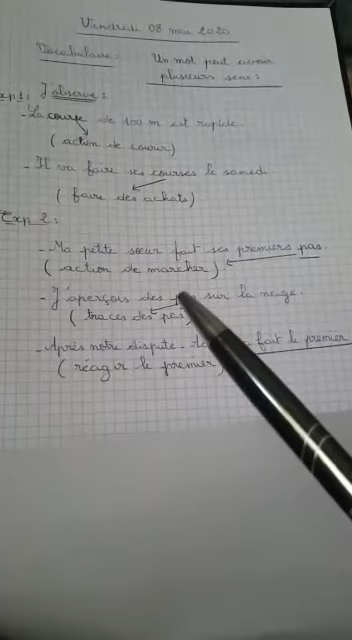 Vendredi 08 mai 2020
Vocabulaire : Un mot peut avoir
plusieurs sens :
Exp 1 : J'observe :
- La course de 100 m est rapide.
(action de courir)
- Il va faire ses courses le samedi.
(faire des achats)
Exp 2 :
- Ma petite sœur fait ses premiers pas.
(action de marcher)
- J'aperçois des sur la neige.
(traces des pas)
- Après notre dispute fait le premier
(réagir le premier)